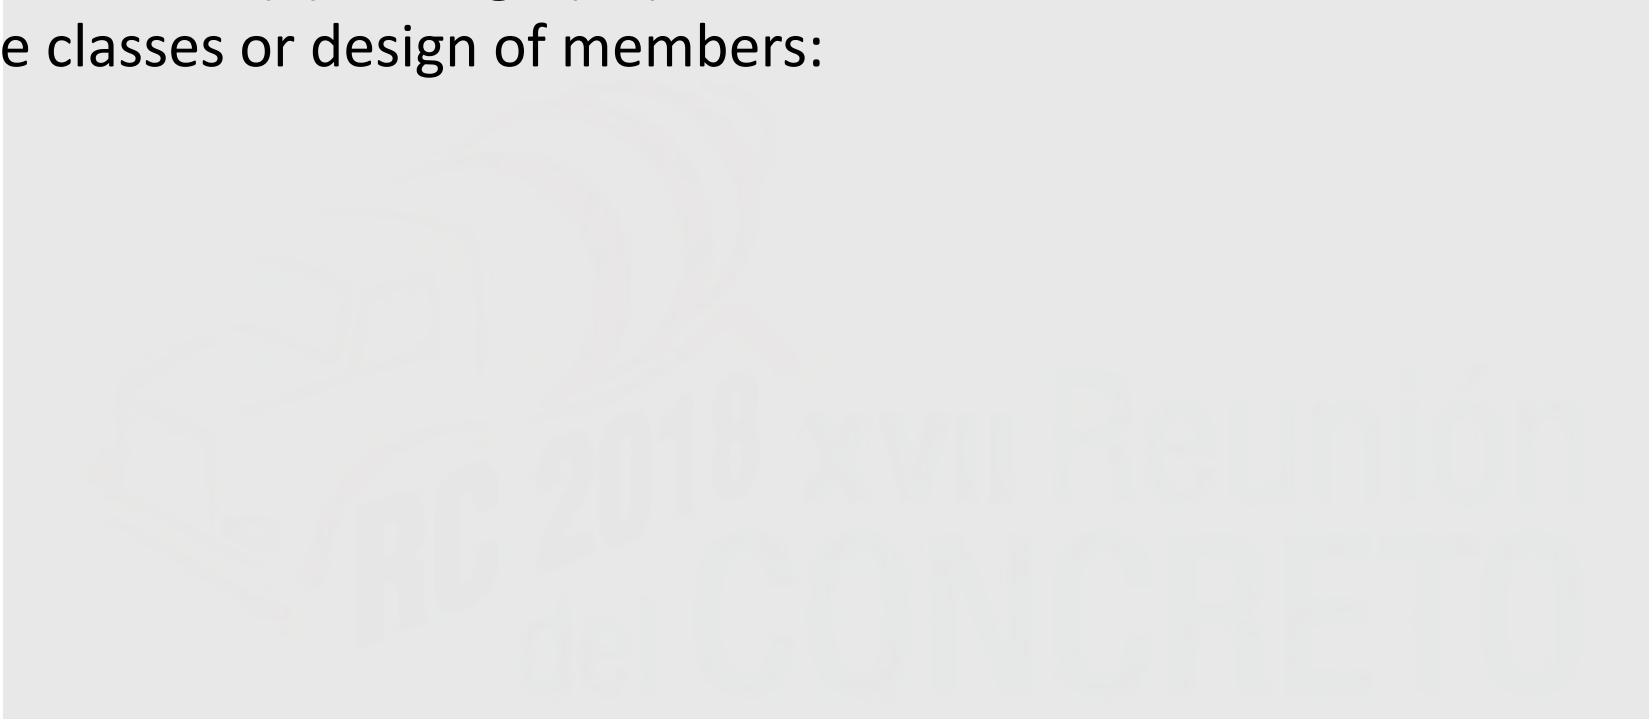 e classes or design of members:
RC 2018 XVII Reunión
del CONCRETO